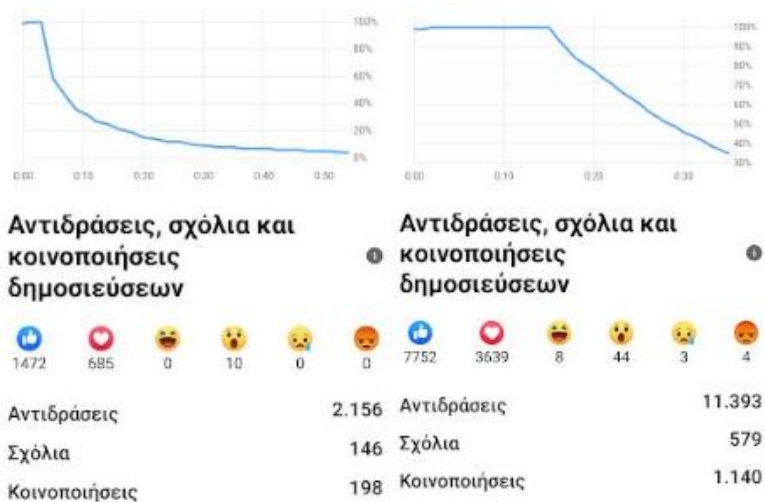 100%
80%
60%
40%
20%
0%
0:00 0:10 0:20 0:30 0:40 0:50
Αντιδράσεις, σχόλια και
κοινοποιήσεις
δημοσιεύσεων
1472 685 0 10 0 0
Αντιδράσεις 2.156
Σχόλια 146
Κοινοποιήσεις 198
100%
90%
80%
70%
60%
50%
40%
30%
0:00 0:10 0:20 0:30
Αντιδράσεις, σχόλια και
κοινοποιήσεις
δημοσιεύσεων
7752 3639 8 44 3 4
Αντιδράσεις 11.393
Σχόλια 579
Κοινοποιήσεις 1.140